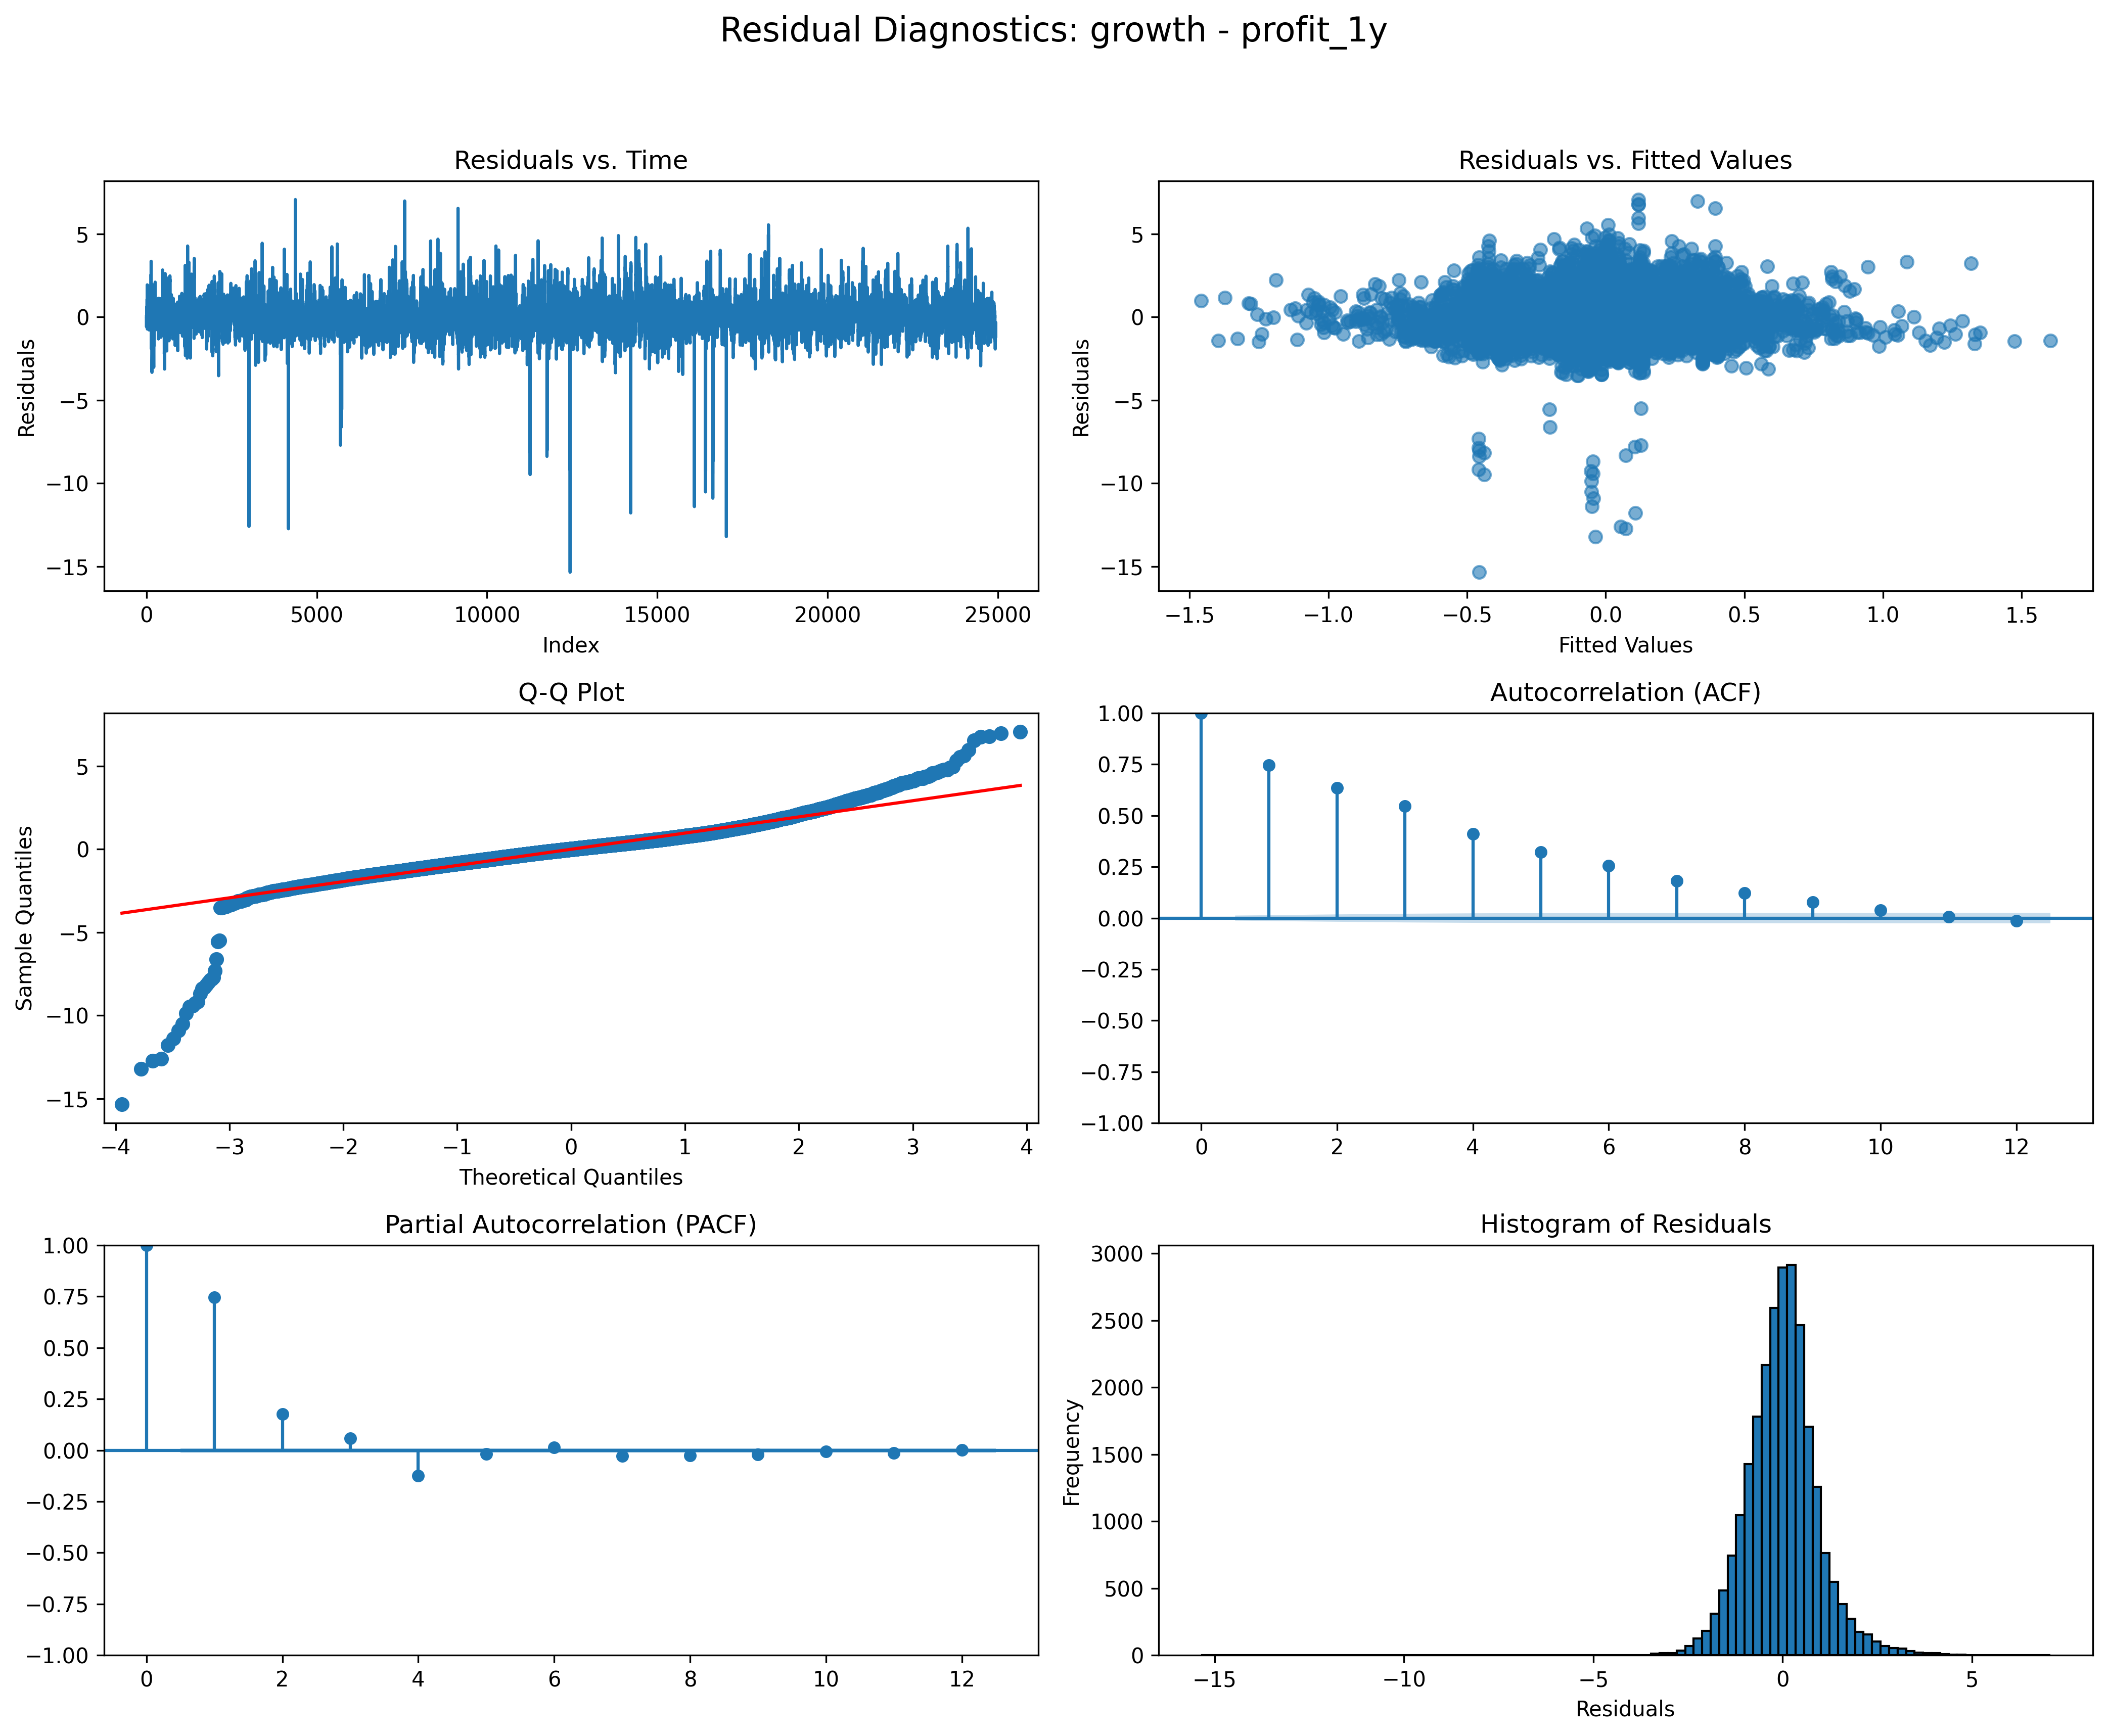 Residual Diagnostics: growth - profit_1y
Residuals vs. Time
5
0
−5
−10
−15
Residuals
0 5000 10000 15000 20000 25000
Index
Residuals vs. Fitted Values
5
0
−5
−10
−15
Residuals
−1.5 −1.0 −0.5 0.0 0.5 1.0 1.5
Fitted Values
Q-Q Plot
5
0
−5
−10
−15
Sample Quantiles
−4 −3 −2 −1 0 1 2 3 4
Theoretical Quantiles
Autocorrelation (ACF)
1.00
0.75
0.50
0.25
0.00
−0.25
−0.50
−0.75
−1.00
0 2 4 6 8 10 12
Partial Autocorrelation (PACF)
1.00
0.75
0.50
0.25
0.00
−0.25
−0.50
−0.75
−1.00
0 2 4 6 8 10 12
Histogram of Residuals
3000
2500
2000
1500
1000
500
0
Frequency
−15 −10 −5 0 5
Residuals